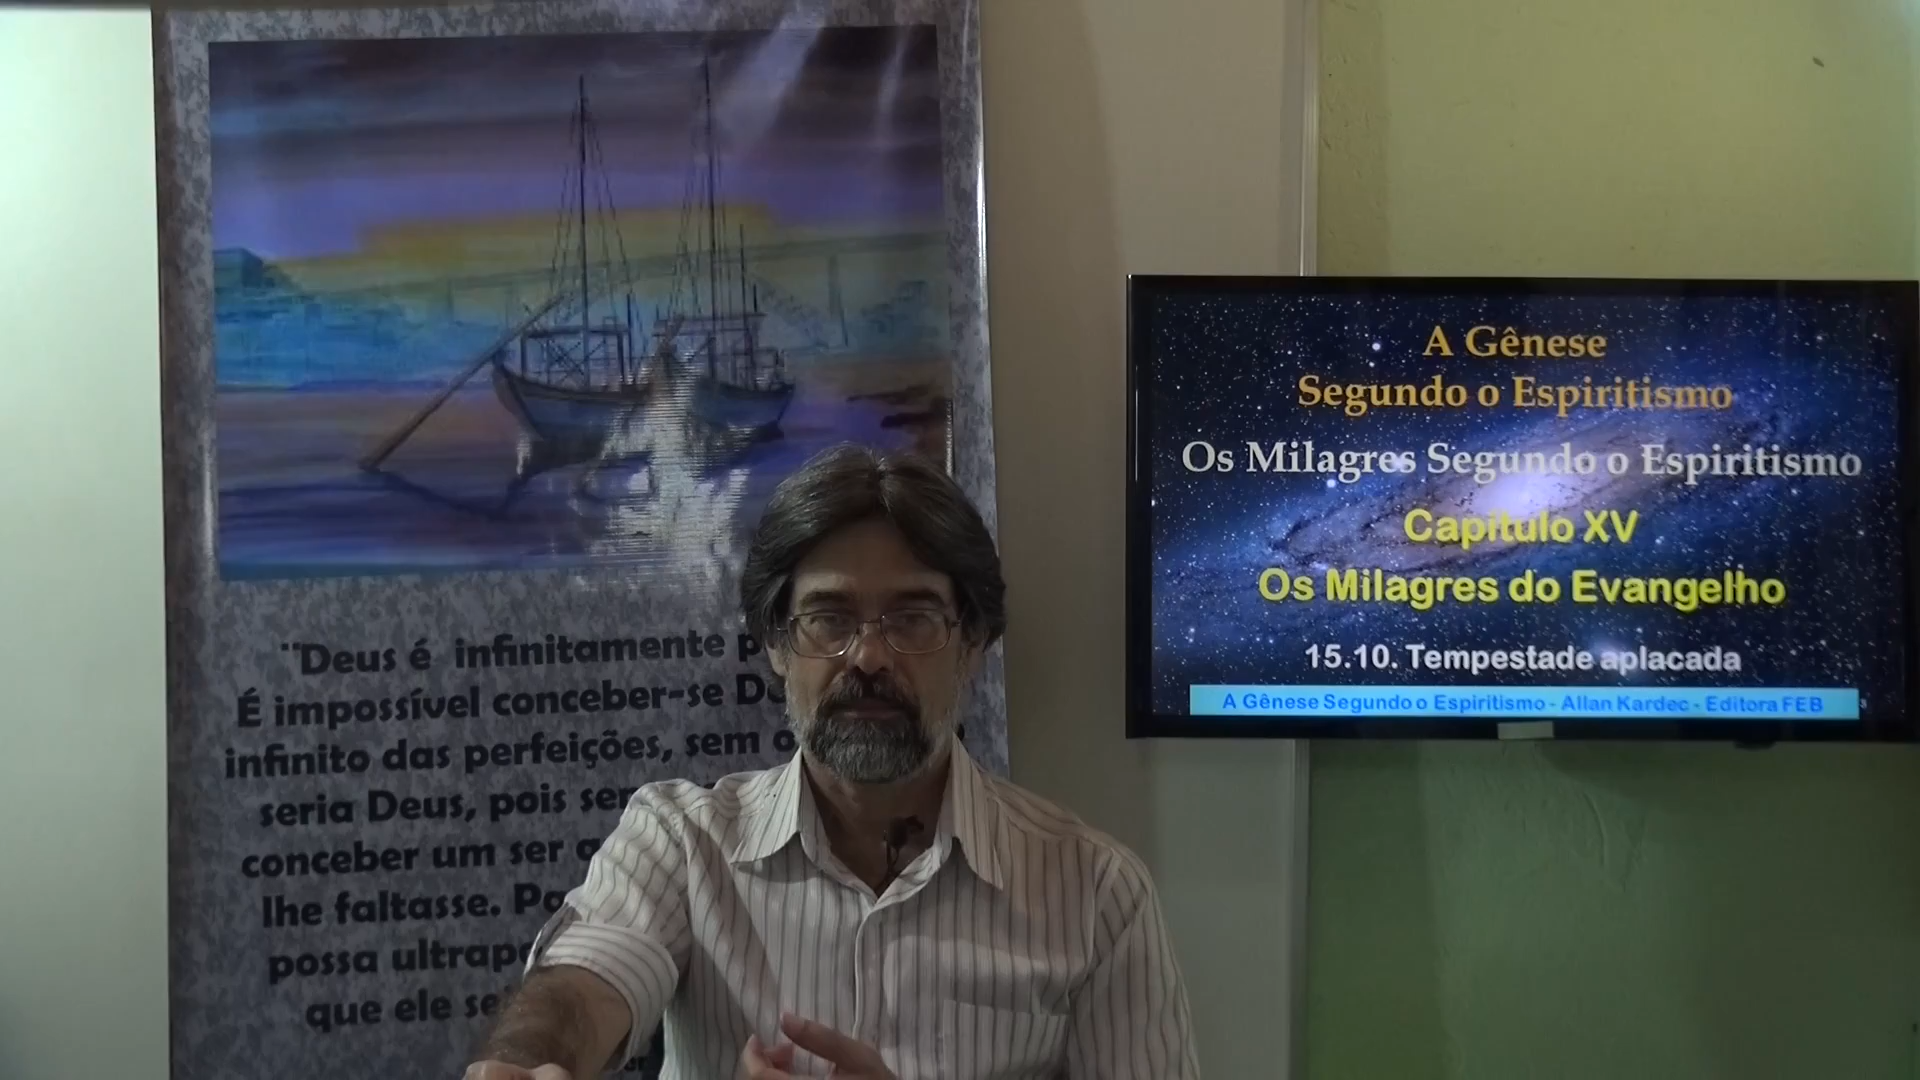 ¨Deus é infinitamente
É impossível conceber-se
infinito das perfeições, sem
seria Deus, pois
conceber um ser
lhe faltasse.
possa
que ele
A Gênese
Segundo o Espiritismo
Os Milagres Segundo o Espiritismo
Capítulo XV
Os Milagres do Evangelho
15.10. Tempestade aplacada
A Gênese Segundo o Espiritismo - Allan Kardec - Editora FEB